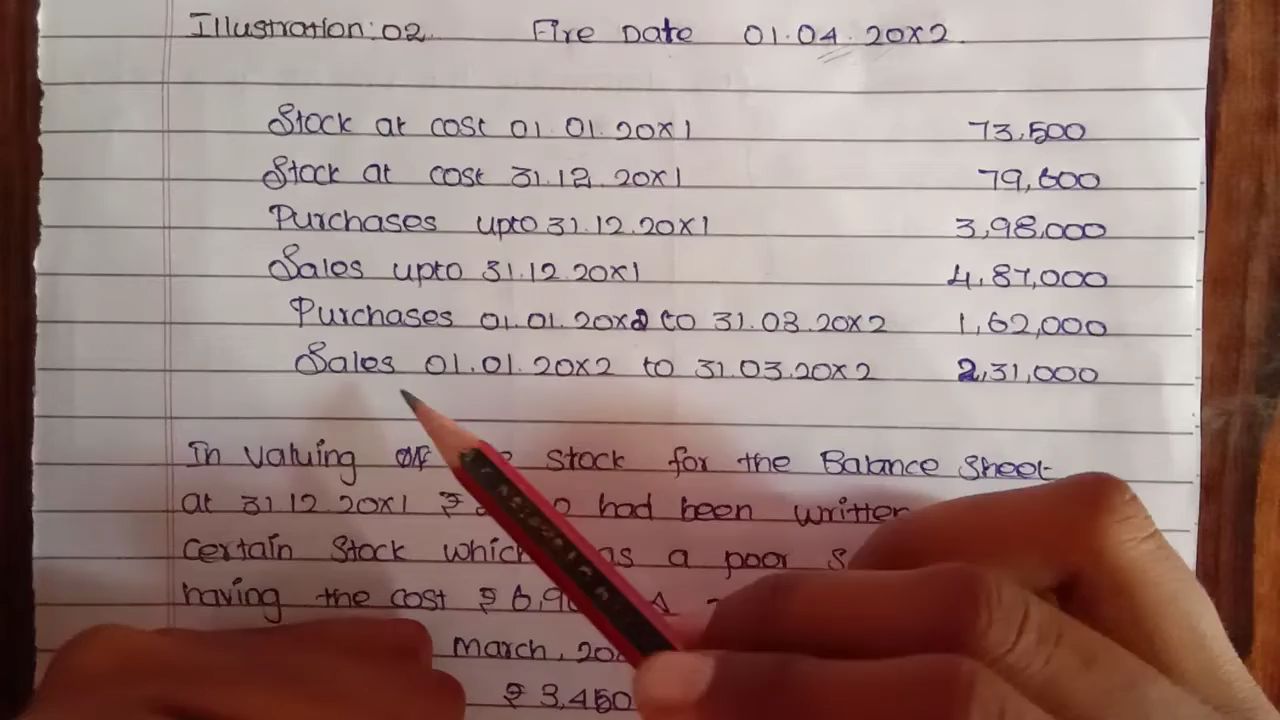 Illustration:02. Fire Date 01.04.20X2.
Stock at cost 01.01.20X1 73,500
Stock at cost 31.12.20X1 79,600
Purchases upto 31.12.20X1 3,98,000
Sales upto 31.12.20X1 4,87,000
Purchases 01.01.20X2 to 31.03.20X2 1,62,000
Sales 01.01.20X2 to 31.03.20X2 2,31,000
In valuing Stock for the Balance Sheet
at 31.12.20X1 ₹ had been written
certain Stock which a poor
having the cost ₹ 6,90 A
March, 20
₹ 3,450